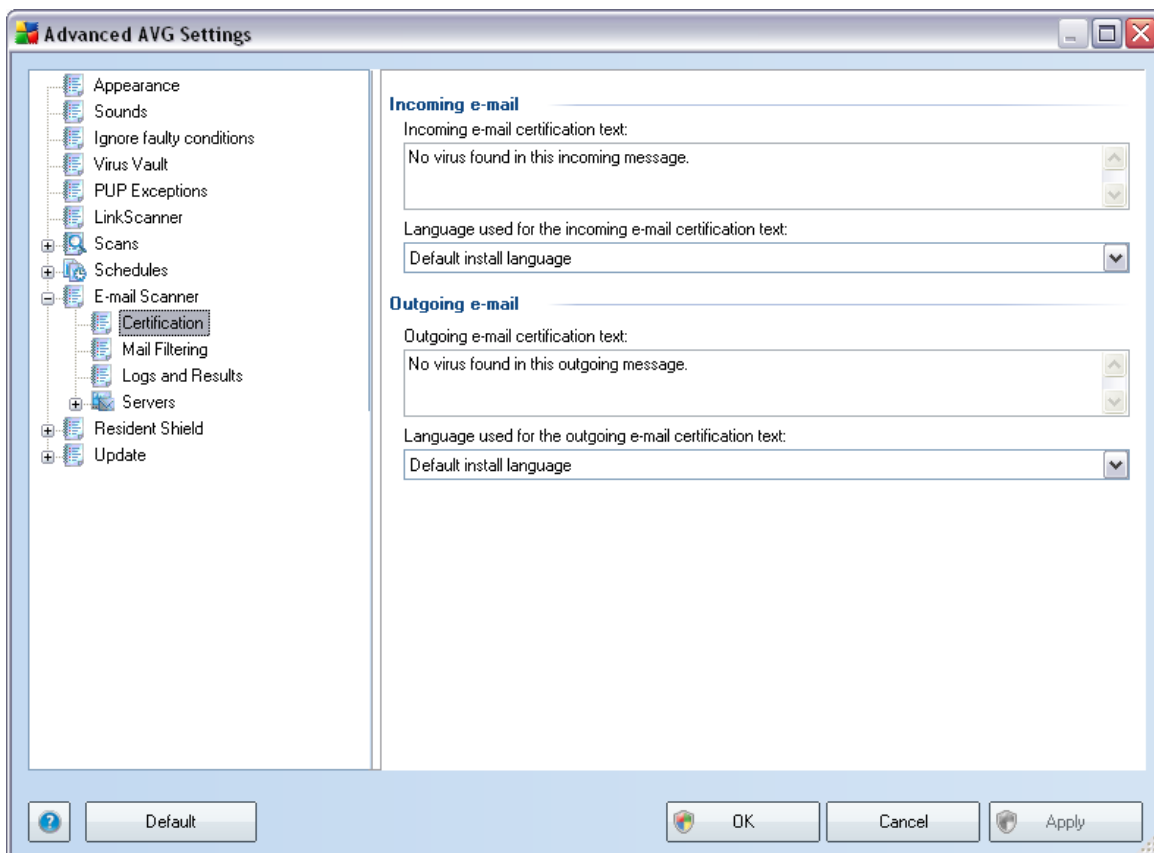 Advanced AVG Settings
Appearance
Sounds
Ignore faulty conditions
Virus Vault
PUP Exceptions
LinkScanner
Scans
Schedules
E-mail Scanner
Certification
Mail Filtering
Logs and Results
Servers
Resident Shield
Update
Incoming e-mail
Incoming e-mail certification text:
No virus found in this incoming message.
Language used for the incoming e-mail certification text:
Default install language
Outgoing e-mail
Outgoing e-mail certification text:
No virus found in this outgoing message.
Language used for the outgoing e-mail certification text:
Default install language
Default
OK
Cancel
Apply